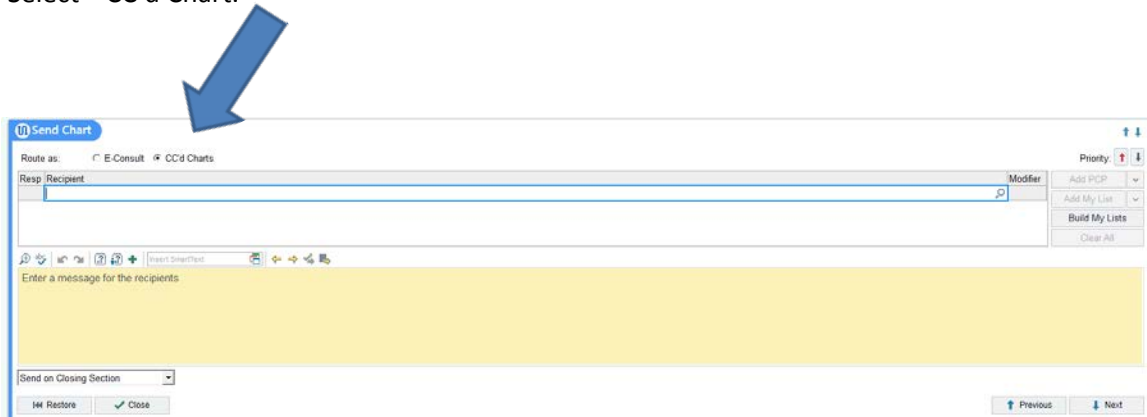 Select “CC’d Chart.”
Send Chart
Route as: E-Consult CC'd Charts Priority:
Resp Recipient Modifier Add PCP
Add My List
Build My Lists
Clear All
Insert SmartText
Enter a message for the recipients
Send on Closing Section
Restore Close Previous Next